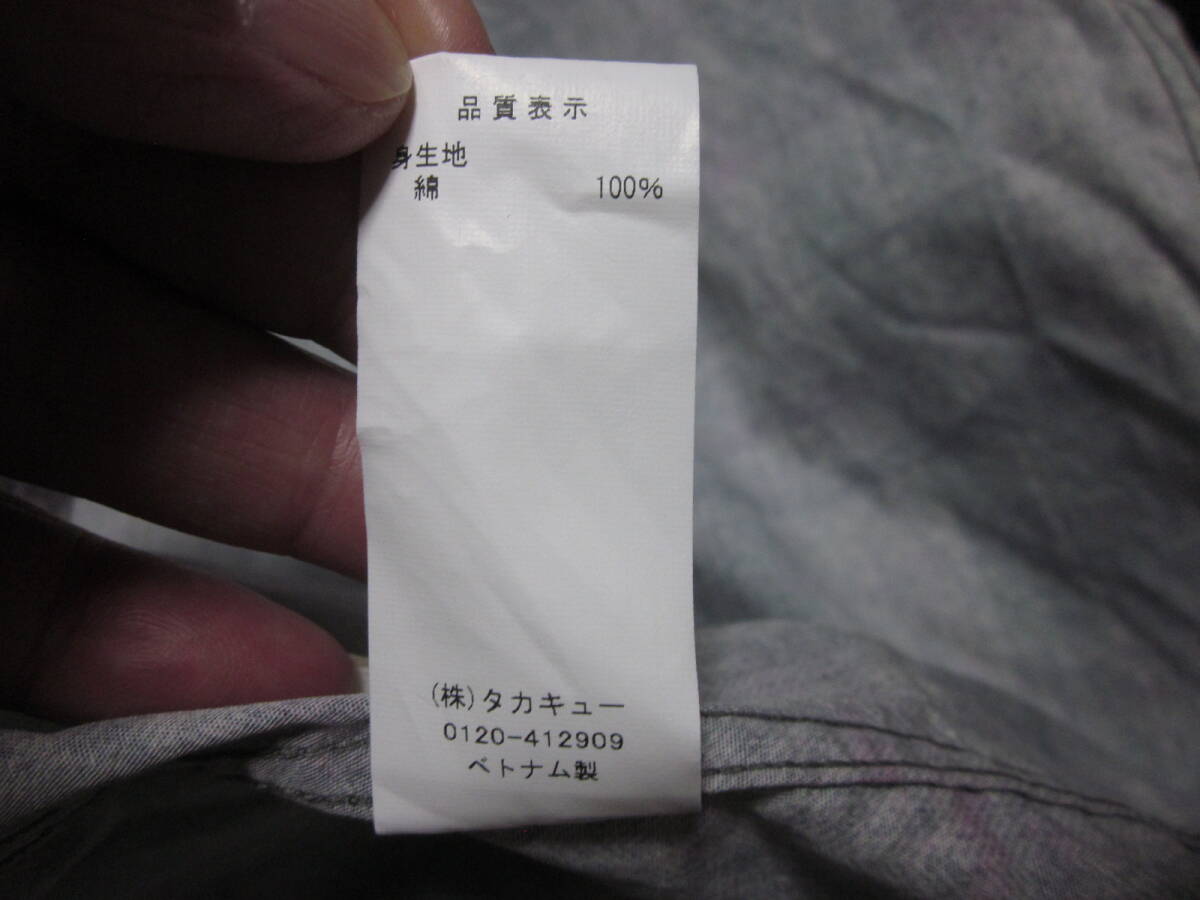 品質表示
身生地
綿 100%
(株)タカキュー
0120-412909
ベトナム製